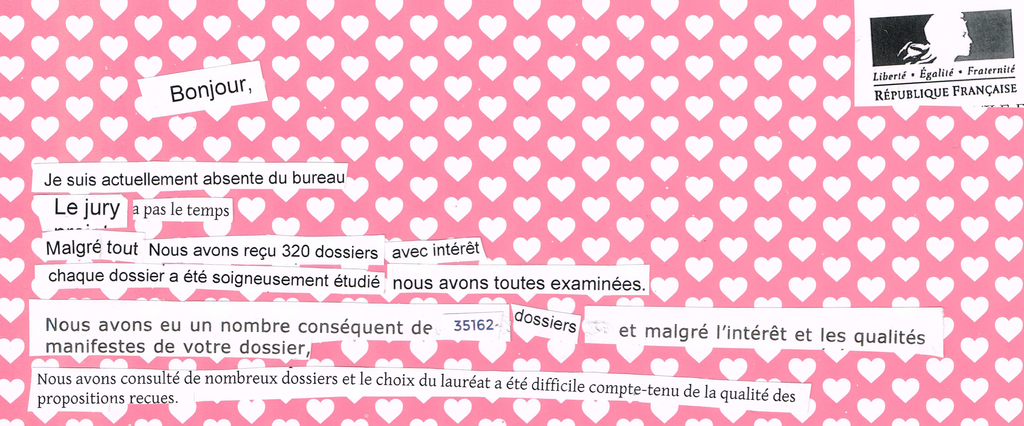 Liberté • Égalité • Fraternité
RÉPUBLIQUE FRANÇAISE
Bonjour,
Je suis actuellement absente du bureau
Le jury a pas le temps
Malgré tout Nous avons reçu 320 dossiers avec intérêt
chaque dossier a été soigneusement étudié nous avons toutes examinées.
Nous avons eu un nombre conséquent de 35162- dossiers et malgré l'intérêt et les qualités
manifestes de votre dossier,
Nous avons consulté de nombreux dossiers et le choix du lauréat a été difficile compte-tenu de la qualité des
propositions recues.